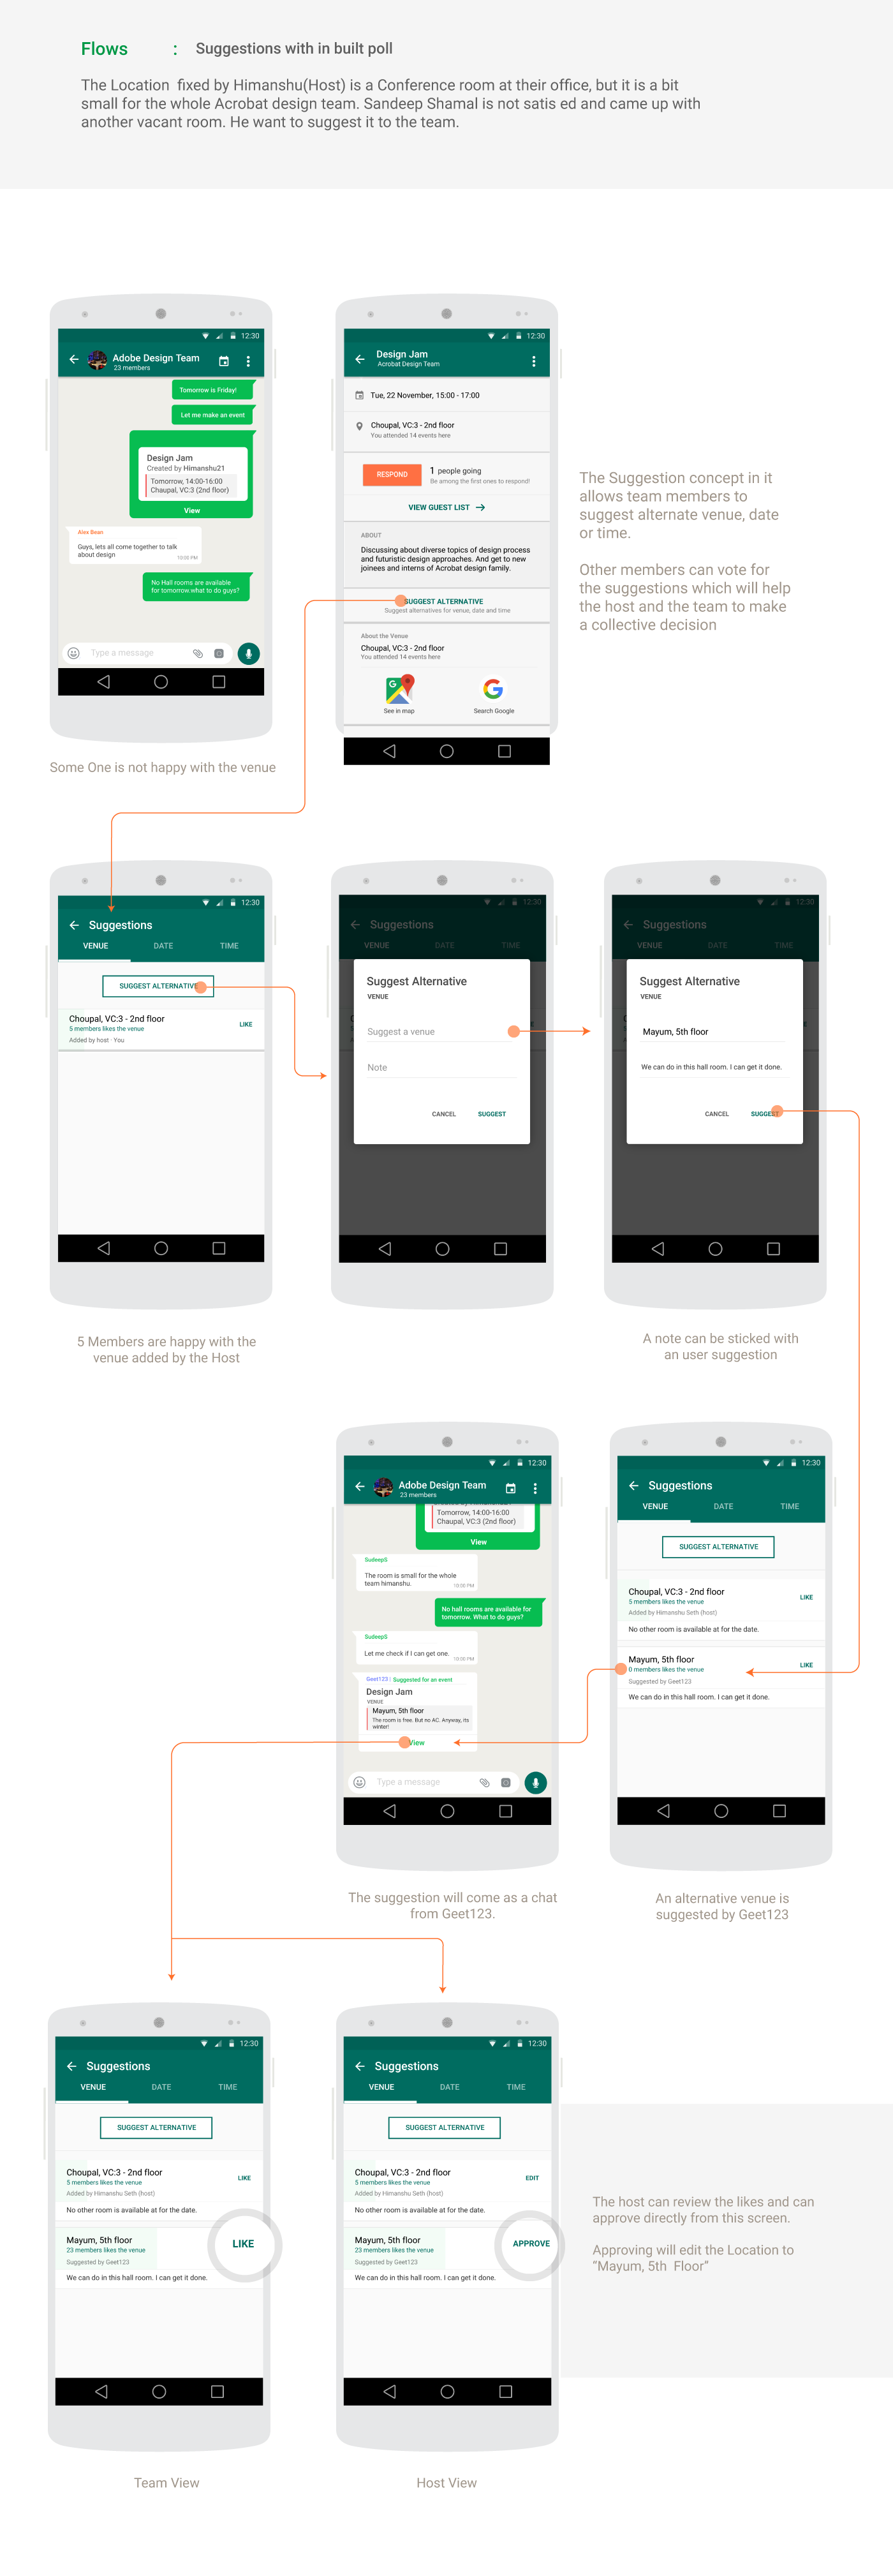 Flows : Suggestions with in built poll
The Location fixed by Himanshu(Host) is a Conference room at their office, but it is a bit
small for the whole Acrobat design team. Sandeep Shamal is not satis ed and came up with
another vacant room. He want to suggest it to the team.
12:30
Adobe Design Team
23 members
Tomorrow is Friday!
Let me make an event
Design Jam
Created by Himanshu21
Tomorrow, 14:00-16:00
Chaupal, VC:3 (2nd floor)
View
Alex Bean
Guys, lets all come together to talk
about design
10:00 PM
No Hall rooms are available
for tomorrow.what to do guys?
Type a message
Some One is not happy with the venue
12:30
Design Jam
Acrobat Design Team
Tue, 22 November, 15:00 - 17:00
Choupal, VC:3 - 2nd floor
You attended 14 events here
RESPOND
1 people going
Be among the first ones to respond!
VIEW GUEST LIST
ABOUT
Discussing about diverse topics of design process
and futuristic design approaches. And get to new
joinees and interns of Acrobat design family.
SUGGEST ALTERNATIVE
Suggest alternatives for venue, date and time
About the Venue
Choupal, VC:3 - 2nd floor
You attended 14 events here
See in map
Search Google
The Suggestion concept in it
allows team members to
suggest alternate venue, date
or time.
Other members can vote for
the suggestions which will help
the host and the team to make
a collective decision
12:30
Suggestions
VENUE DATE TIME
SUGGEST ALTERNATIVE
Choupal, VC:3 - 2nd floor
5 members likes the venue
LIKE
Added by host - You
5 Members are happy with the
venue added by the Host
12:30
Suggestions
VENUE DATE TIME
Suggest Alternative
VENUE
Suggest a venue
Note
CANCEL SUGGEST
12:30
Suggestions
VENUE DATE TIME
Suggest Alternative
VENUE
Mayum, 5th floor
We can do in this hall room. I can get it done.
CANCEL SUGGEST
A note can be sticked with
an user suggestion
12:30
Adobe Design Team
23 members
Tomorrow, 14:00-16:00
Chaupal, VC:3 (2nd floor)
View
SudeepS
The room is small for the whole
team himanshu.
10:00 PM
No hall rooms are available for
tomorrow. What to do guys?
SudeepS
Let me check if I can get one.
10:00 PM
Geet123 | Suggested for an event
Design Jam
VENUE
Mayum, 5th floor
The room is free. But no AC. Anyway, its
winter!
View
Type a message
The suggestion will come as a chat
from Geet123.
12:30
Suggestions
VENUE DATE TIME
SUGGEST ALTERNATIVE
Choupal, VC:3 - 2nd floor
5 members likes the venue
LIKE
Added by Himanshu Seth (host)
No other room is available at for the date.
Mayum, 5th floor
0 members likes the venue
LIKE
Suggested by Geet123
We can do in this hall room. I can get it done.
An alternative venue is
suggested by Geet123
12:30
Suggestions
VENUE DATE TIME
SUGGEST ALTERNATIVE
Choupal, VC:3 - 2nd floor
5 members likes the venue
LIKE
Added by Himanshu Seth (host)
No other room is available at for the date.
Mayum, 5th floor
23 members likes the venue
LIKE
Suggested by Geet123
We can do in this hall room. I can get it done.
Team View
12:30
Suggestions
VENUE DATE TIME
SUGGEST ALTERNATIVE
Choupal, VC:3 - 2nd floor
5 members likes the venue
EDIT
Added by Himanshu Seth (host)
No other room is available at for the date.
Mayum, 5th floor
23 members likes the venue
APPROVE
Suggested by Geet123
We can do in this hall room. I can get it done.
Host View
The host can review the likes and can
approve directly from this screen.
Approving will edit the Location to
“Mayum, 5th Floor”